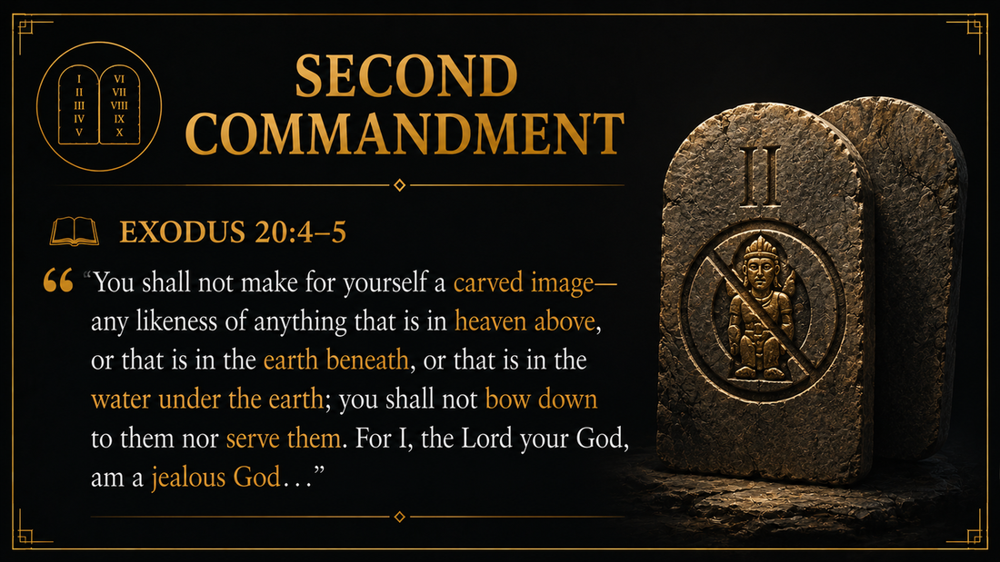 I VI
II VII
III VIII
IV IX
V X
SECOND
COMMANDMENT
EXODUS 20:4–5
“ “You shall not make for yourself a carved image—
any likeness of anything that is in heaven above,
or that is in the earth beneath, or that is in the
water under the earth; you shall not bow down
to them nor serve them. For I, the Lord your God,
am a jealous God…”
II